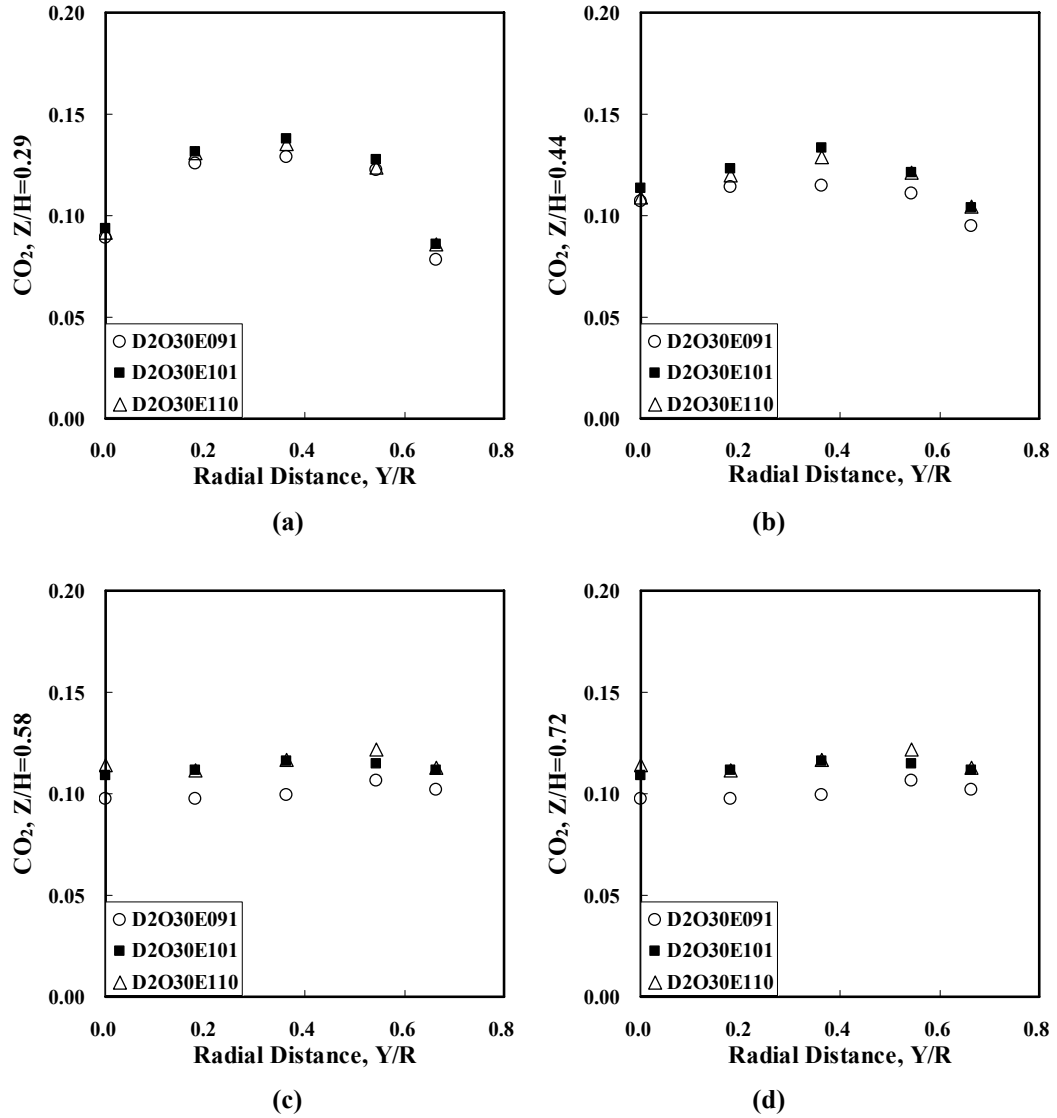 0.20
0.15
0.10
0.05
0.00
CO₂, Z/H=0.29
D2O30E091
D2O30E101
D2O30E110
0.0 0.2 0.4 0.6 0.8
Radial Distance, Y/R
(a)
0.20
0.15
0.10
0.05
0.00
CO₂, Z/H=0.44
D2O30E091
D2O30E101
D2O30E110
0.0 0.2 0.4 0.6 0.8
Radial Distance, Y/R
(b)
0.20
0.15
0.10
0.05
0.00
CO₂, Z/H=0.58
D2O30E091
D2O30E101
D2O30E110
0.0 0.2 0.4 0.6 0.8
Radial Distance, Y/R
(c)
0.20
0.15
0.10
0.05
0.00
CO₂, Z/H=0.72
D2O30E091
D2O30E101
D2O30E110
0.0 0.2 0.4 0.6 0.8
Radial Distance, Y/R
(d)